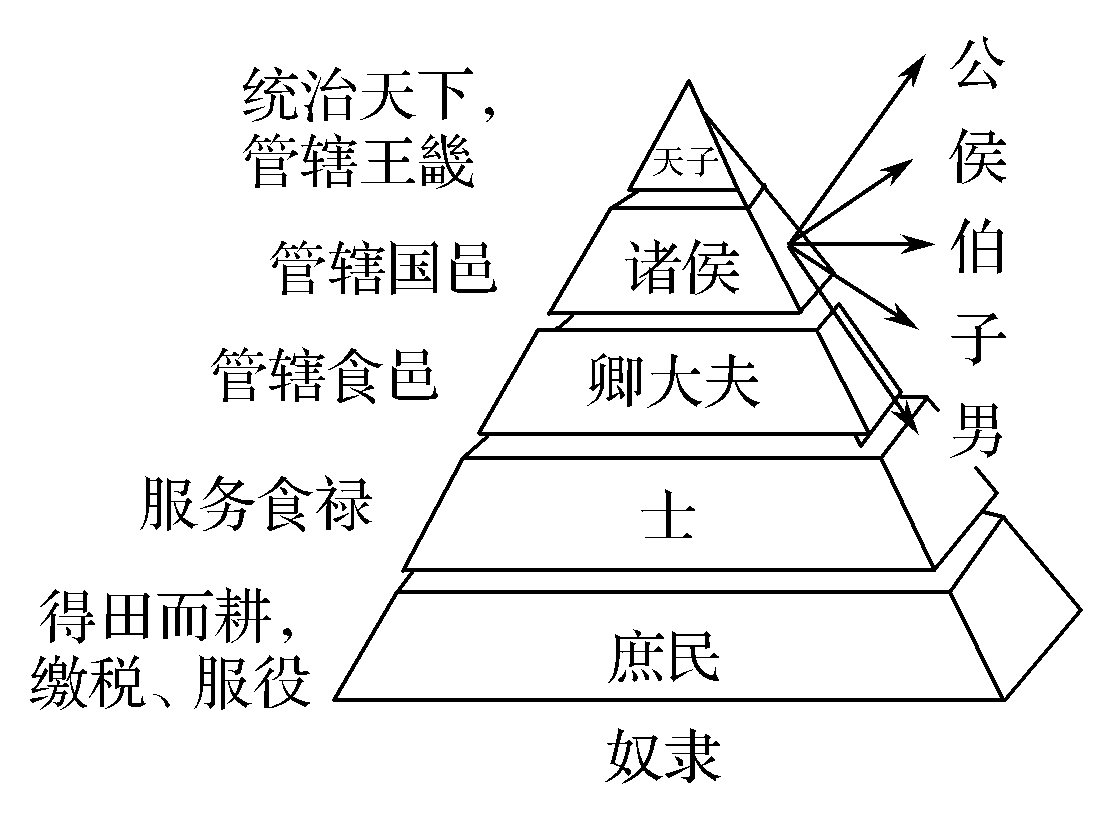 统治天下，
管辖王畿
天子
公
侯
伯
子
男
管辖国邑
诸侯
管辖食邑
卿大夫
服务食禄
士
得田而耕，
缴税、服役
庶民
奴隶